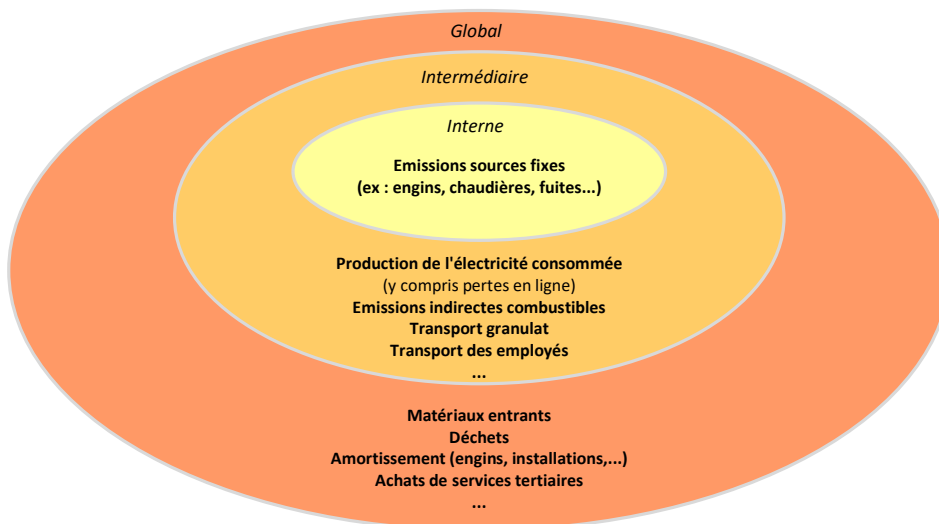 Global
Intermédiaire
Interne
Emissions sources fixes
(ex : engins, chaudières, fuites...)
Production de l'électricité consommée
(y compris pertes en ligne)
Emissions indirectes combustibles
Transport granulat
Transport des employés
...
Matériaux entrants
Déchets
Amortissement (engins, installations,...)
Achats de services tertiaires
...